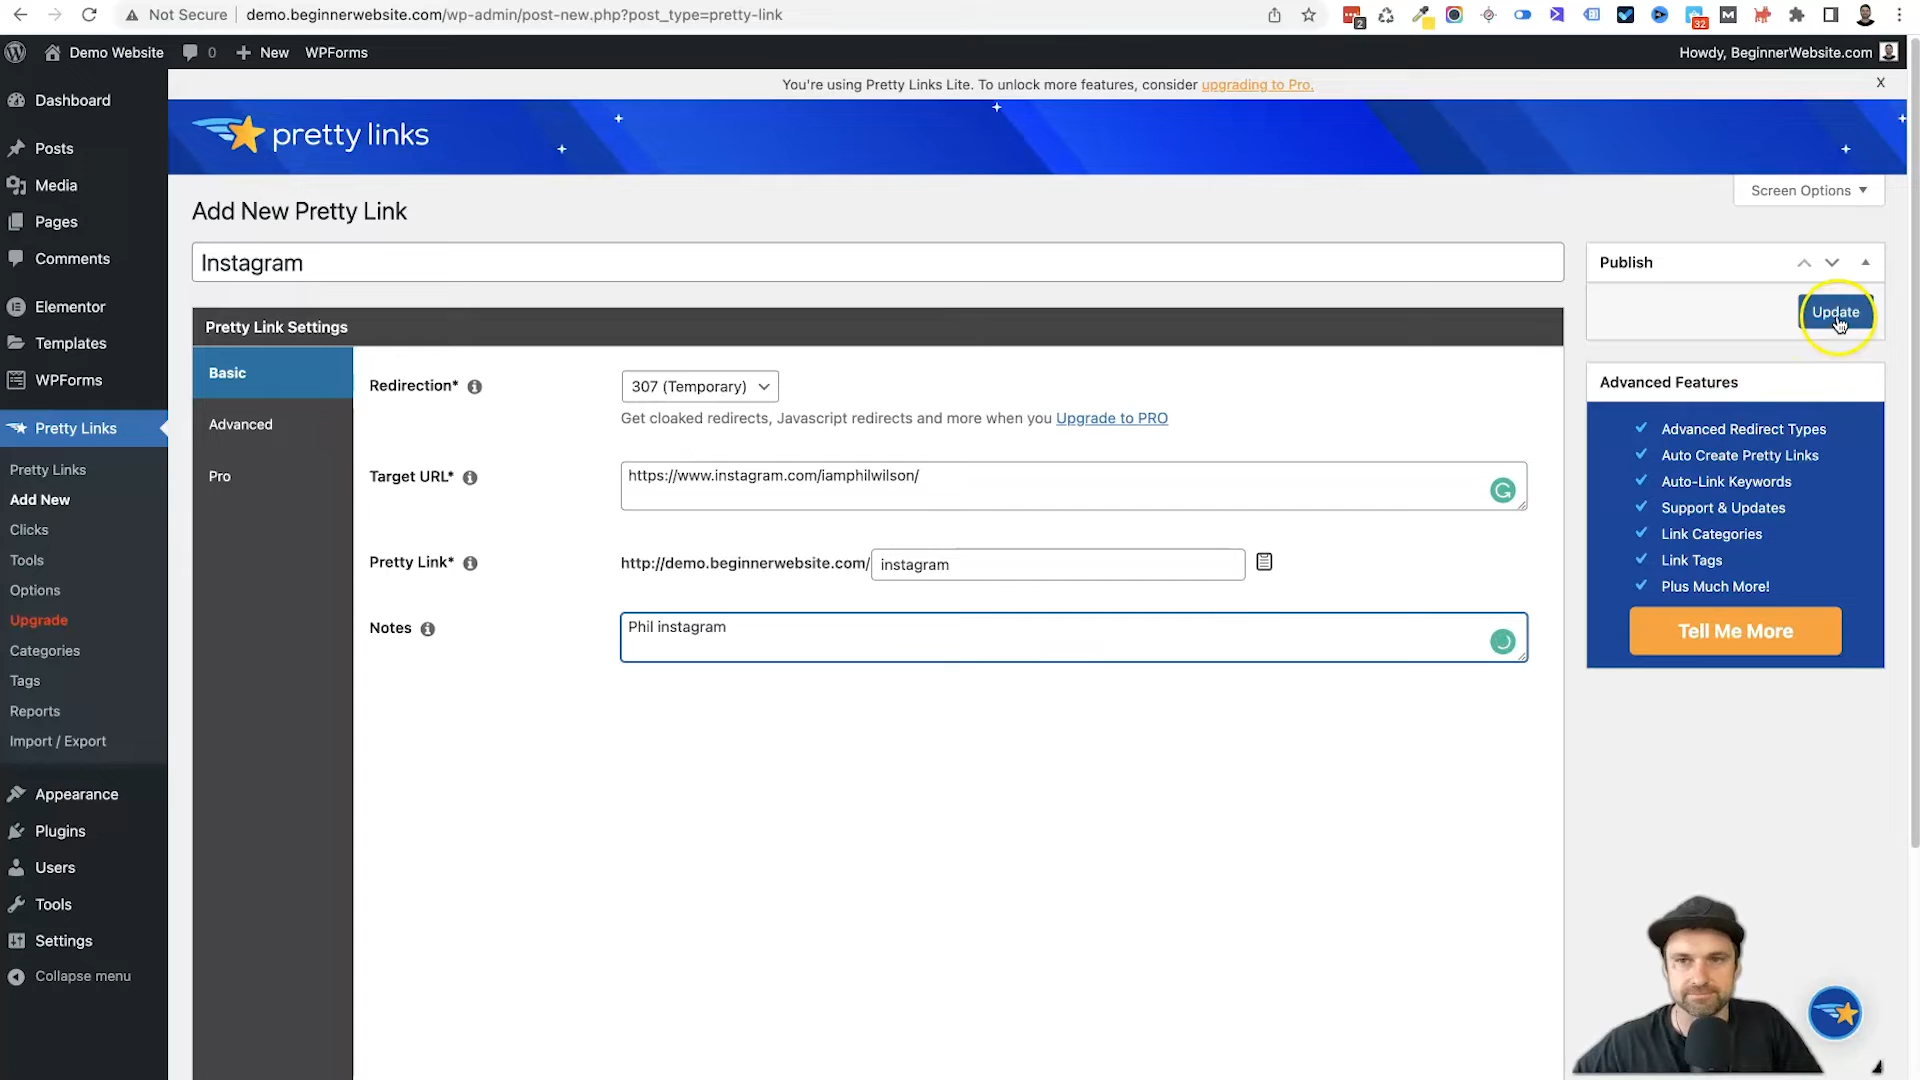 Not Secure demo.beginnerwebsite.com/wp-admin/post-new.php?post_type=pretty-link
2
32
Demo Website 0 New WPForms
Howdy, BeginnerWebsite.com
You're using Pretty Links Lite. To unlock more features, consider upgrading to Pro. X
pretty links
Screen Options
Add New Pretty Link
Instagram
Pretty Link Settings
Basic
Advanced
Pro
Redirection*
307 (Temporary)
Get cloaked redirects, Javascript redirects and more when you Upgrade to PRO
Target URL*
https://www.instagram.com/iamphilwilson/
Pretty Link*
http://demo.beginnerwebsite.com/ instagram
Notes
Phil instagram
Publish
Update
Advanced Features
Advanced Redirect Types
Auto Create Pretty Links
Auto-Link Keywords
Support & Updates
Link Categories
Link Tags
Plus Much More!
Tell Me More
Dashboard
Posts
Media
Pages
Comments
Elementor
Templates
WPForms
Pretty Links
Pretty Links
Add New
Clicks
Tools
Options
Upgrade
Categories
Tags
Reports
Import / Export
Appearance
Plugins
Users
Tools
Settings
Collapse menu